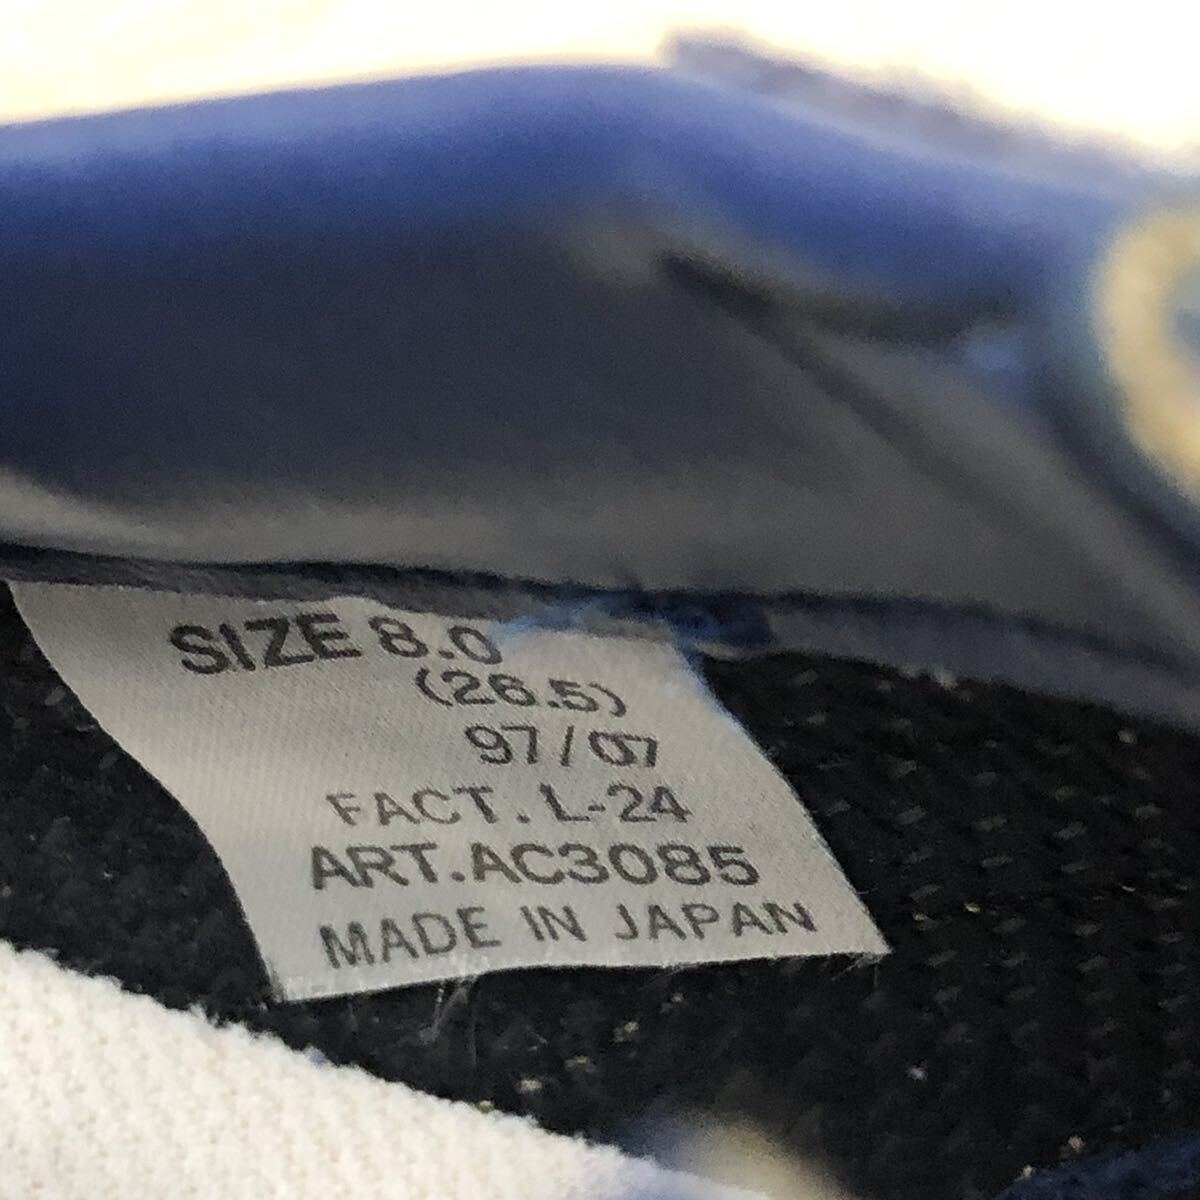 SIZE 8.0
(26.5)
97/07
FACT. L-24
ART.AC3085
MADE IN JAPAN